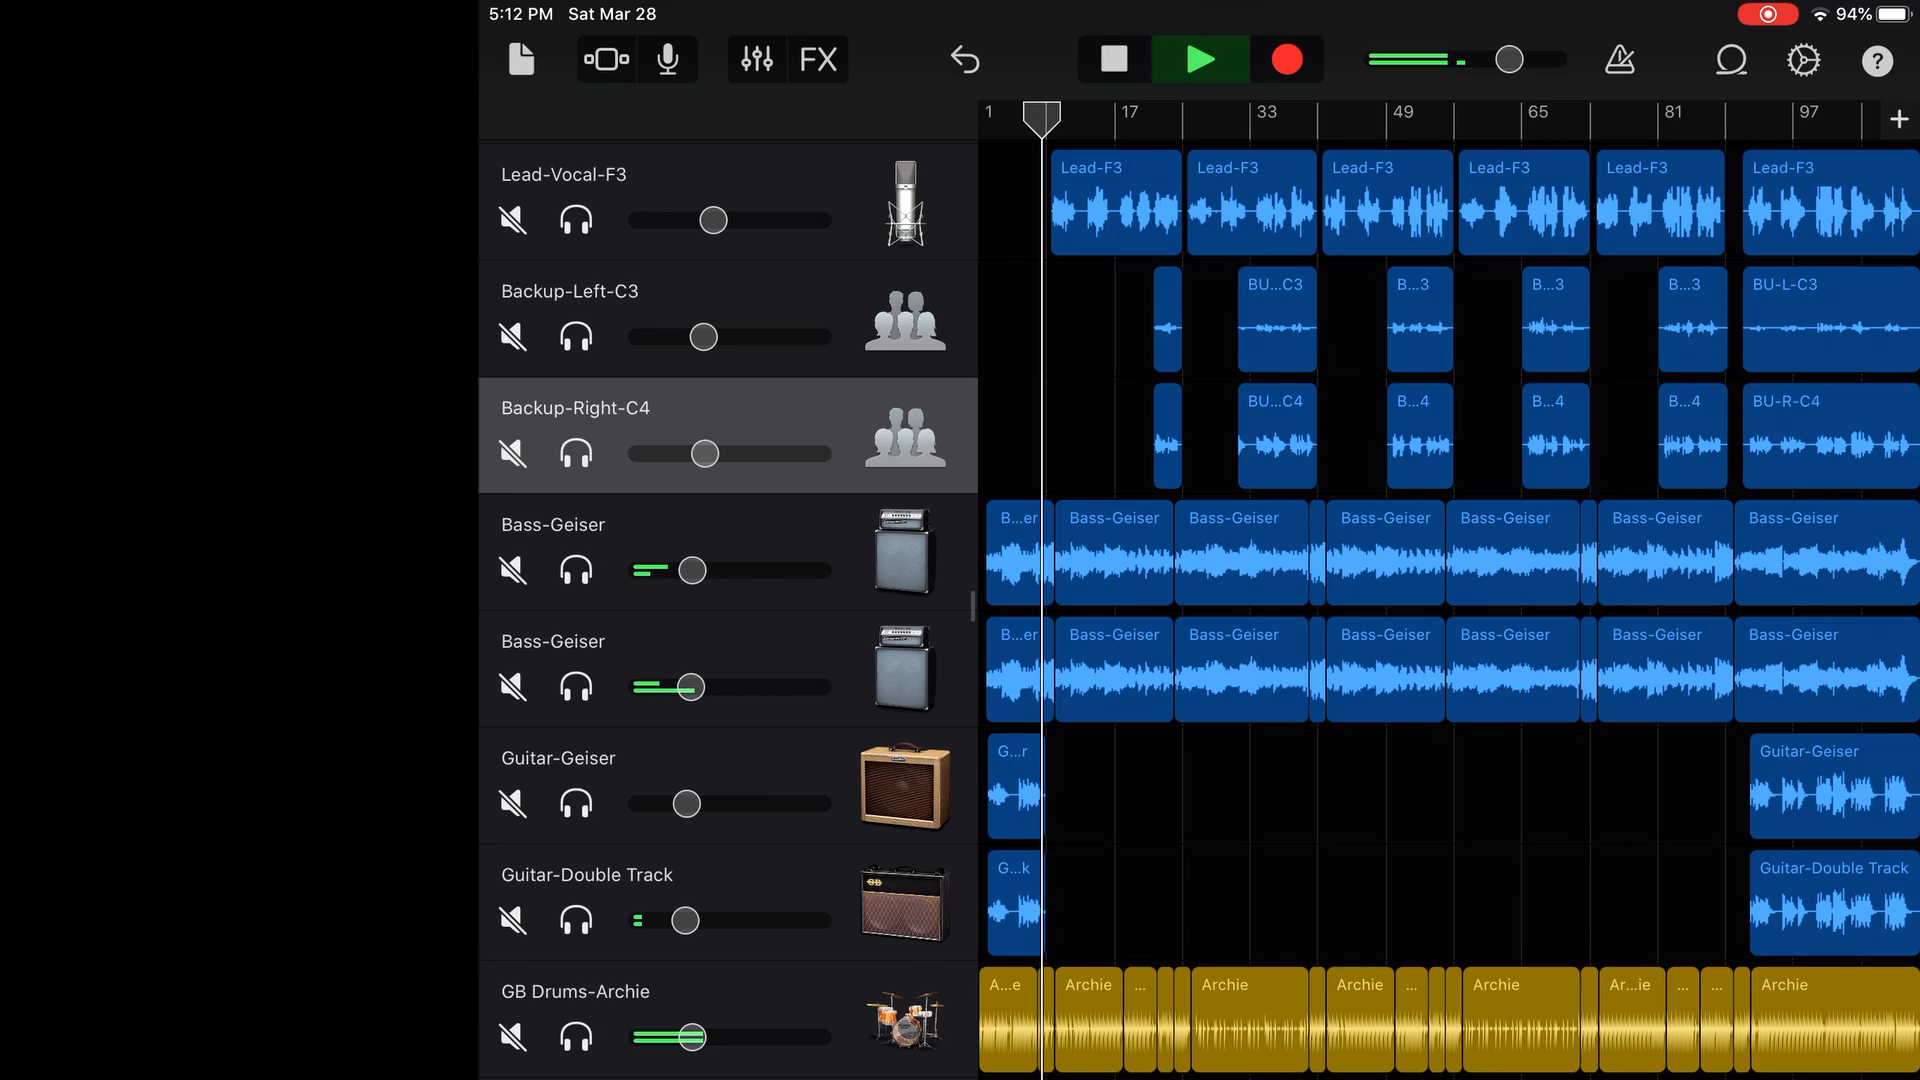 5:12 PM Sat Mar 28 94%
FX ?
1 17 33 49 65 81 97 +
Lead-Vocal-F3
Lead-F3 Lead-F3 Lead-F3 Lead-F3 Lead-F3 Lead-F3
Backup-Left-C3
BU...C3 B...3 B...3 B...3 BU-L-C3
Backup-Right-C4
BU...C4 B...4 B...4 B...4 BU-R-C4
Bass-Geiser
B...er Bass-Geiser Bass-Geiser Bass-Geiser Bass-Geiser Bass-Geiser Bass-Geiser
Bass-Geiser
B...er Bass-Geiser Bass-Geiser Bass-Geiser Bass-Geiser Bass-Geiser Bass-Geiser
Guitar-Geiser
G...r Guitar-Geiser
Guitar-Double Track
G...k Guitar-Double Track
GB Drums-Archie
A...e Archie ... Archie Archie ... Archie Ar...ie ... ... Archie